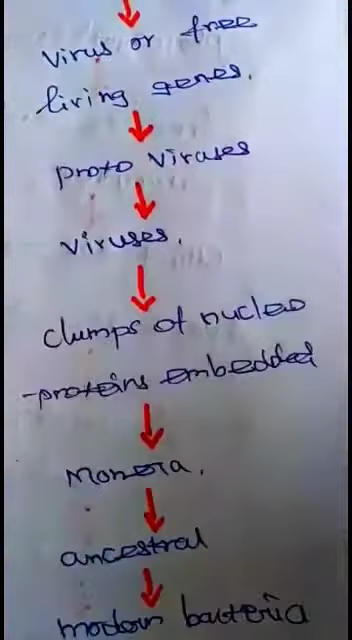 virus or free
living genes.
proto viruses
viruses.
clumps of nucleo
-proteins embedded
Monera.
ancestral
modern bacteria